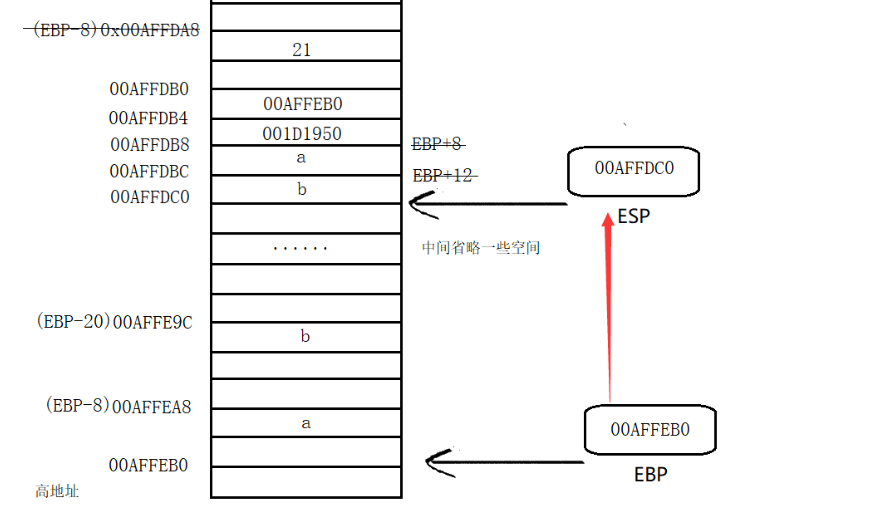 (EBP-8)0x00AFFDA8
21
00AFFDB0
00AFFEB0
00AFFDB4
001D1950
00AFFDB8
a
EBP+8
00AFFDBC
EBP+12
b
00AFFDC0
00AFFDC0
ESP
······
中间省略一些空间
(EBP-20)00AFFE9C
b
(EBP-8)00AFFEA8
a
00AFFEB0
00AFFEB0
EBP
高地址